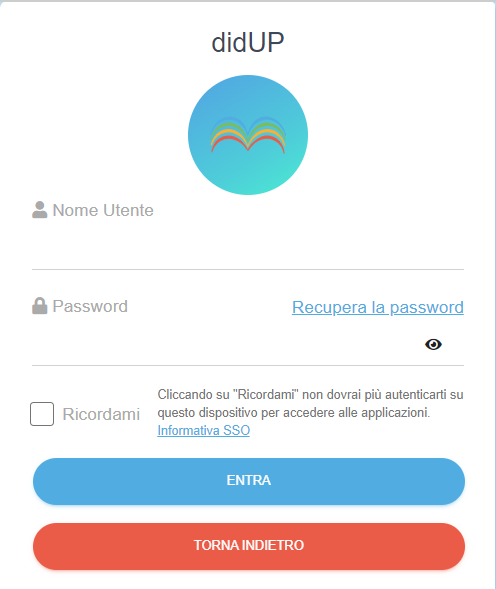 didUP
Nome Utente
Password
Recupera la password
Ricordami
Cliccando su "Ricordami" non dovrai più autenticarti su
questo dispositivo per accedere alle applicazioni.
Informativa SSO
ENTRA
TORNA INDIETRO